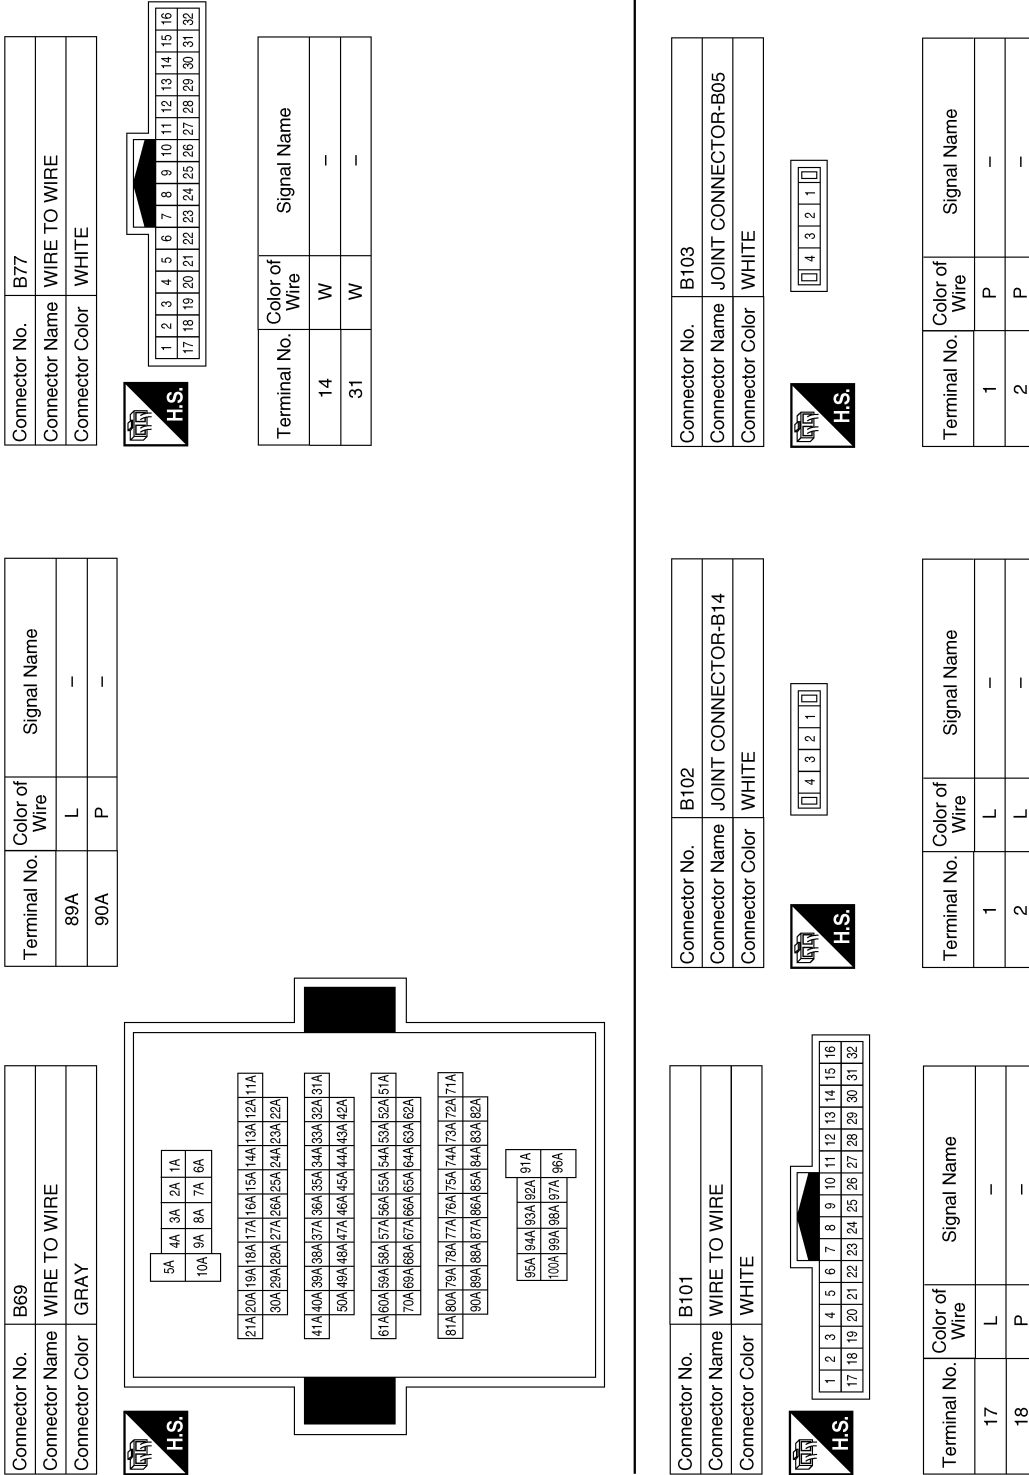 Connector No. B69
Connector Name WIRE TO WIRE
Connector Color GRAY
H.S.
5A 4A 3A 2A 1A
10A 9A 8A 7A 6A
21A 20A 19A 18A 17A 16A 15A 14A 13A 12A 11A
30A 29A 28A 27A 26A 25A 24A 23A 22A
41A 40A 39A 38A 37A 36A 35A 34A 33A 32A 31A
50A 49A 48A 47A 46A 45A 44A 43A 42A
61A 60A 59A 58A 57A 56A 55A 54A 53A 52A 51A
70A 69A 68A 67A 66A 65A 64A 63A 62A
81A 80A 79A 78A 77A 76A 75A 74A 73A 72A 71A
90A 89A 88A 87A 86A 85A 84A 83A 82A
95A 94A 93A 92A 91A
100A 99A 98A 97A 96A
Terminal No. Color of Wire Signal Name
89A L –
90A P –
Connector No. B77
Connector Name WIRE TO WIRE
Connector Color WHITE
H.S.
1 2 3 4 5 6 7 8 9 10 11 12 13 14 15 16
17 18 19 20 21 22 23 24 25 26 27 28 29 30 31 32
Terminal No. Color of Wire Signal Name
14 W –
31 W –
Connector No. B101
Connector Name WIRE TO WIRE
Connector Color WHITE
H.S.
1 2 3 4 5 6 7 8 9 10 11 12 13 14 15 16
17 18 19 20 21 22 23 24 25 26 27 28 29 30 31 32
Terminal No. Color of Wire Signal Name
17 L –
18 P –
Connector No. B102
Connector Name JOINT CONNECTOR-B14
Connector Color WHITE
H.S.
4 3 2 1
Terminal No. Color of Wire Signal Name
1 L –
2 L –
Connector No. B103
Connector Name JOINT CONNECTOR-B05
Connector Color WHITE
H.S.
4 3 2 1
Terminal No. Color of Wire Signal Name
1 P –
2 P –